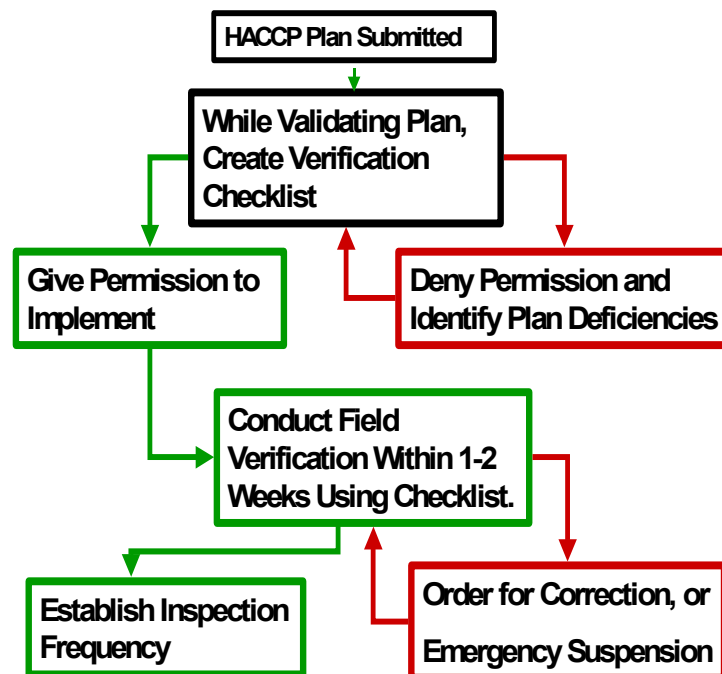 HACCP Plan Submitted
While Validating Plan,
Create Verification
Checklist
Give Permission to
Implement
Deny Permission and
Identify Plan Deficiencies
Conduct Field
Verification Within 1-2
Weeks Using Checklist.
Establish Inspection
Frequency
Order for Correction, or
Emergency Suspension